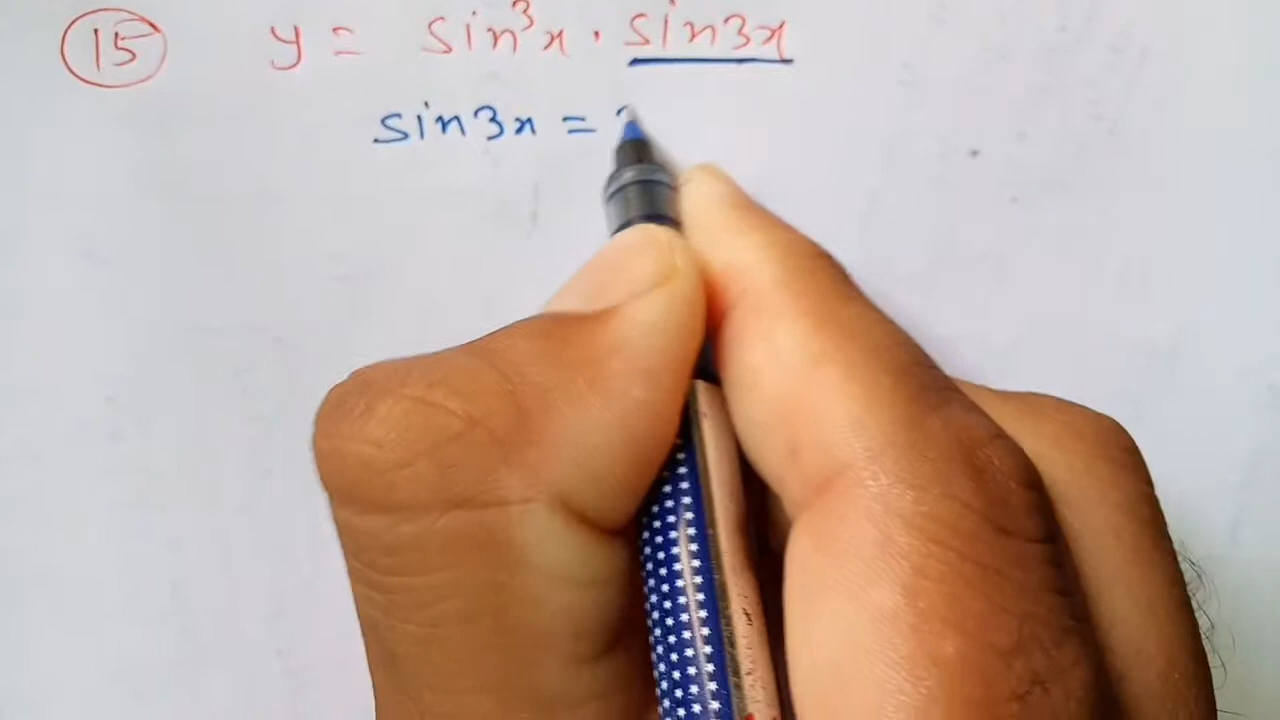 15 y = sin³x · sin3x
sin3x =